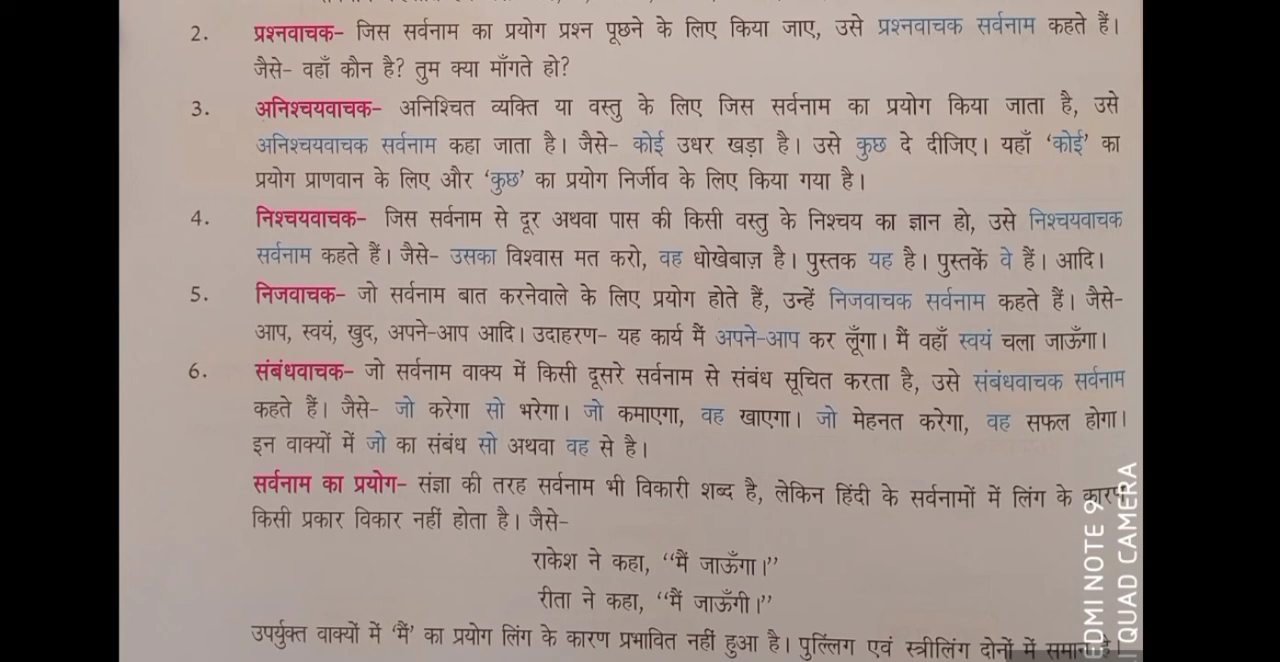 2. प्रश्नवाचक– जिस सर्वनाम का प्रयोग प्रश्न पूछने के लिए किया जाए, उसे प्रश्नवाचक सर्वनाम कहते हैं।
जैसे– वहाँ कौन है? तुम क्या माँगते हो?
3. अनिश्चयवाचक– अनिश्चित व्यक्ति या वस्तु के लिए जिस सर्वनाम का प्रयोग किया जाता है, उसे
अनिश्चयवाचक सर्वनाम कहा जाता है। जैसे– कोई उधर खड़ा है। उसे कुछ दे दीजिए। यहाँ ‘कोई’ का
प्रयोग प्राणवान के लिए और ‘कुछ’ का प्रयोग निर्जीव के लिए किया गया है।
4. निश्चयवाचक– जिस सर्वनाम से दूर अथवा पास की किसी वस्तु के निश्चय का ज्ञान हो, उसे निश्चयवाचक
सर्वनाम कहते हैं। जैसे– उसका विश्वास मत करो, वह धोखेबाज़ है। पुस्तक यह है। पुस्तकें वे हैं। आदि।
5. निजवाचक– जो सर्वनाम बात करनेवाले के लिए प्रयोग होते हैं, उन्हें निजवाचक सर्वनाम कहते हैं। जैसे–
आप, स्वयं, खुद, अपने–आप आदि। उदाहरण– यह कार्य मैं अपने–आप कर लूँगा। मैं वहाँ स्वयं चला जाऊँगा।
6. संबंधवाचक– जो सर्वनाम वाक्य में किसी दूसरे सर्वनाम से संबंध सूचित करता है, उसे संबंधवाचक सर्वनाम
कहते हैं। जैसे– जो करेगा सो भरेगा। जो कमाएगा, वह खाएगा। जो मेहनत करेगा, वह सफल होगा।
इन वाक्यों में जो का संबंध सो अथवा वह से है।
सर्वनाम का प्रयोग– संज्ञा की तरह सर्वनाम भी विकारी शब्द है, लेकिन हिंदी के सर्वनामों में लिंग के कारण
किसी प्रकार विकार नहीं होता है। जैसे–
राकेश ने कहा, “मैं जाऊँगा।”
रीता ने कहा, “मैं जाऊँगी।”
उपर्युक्त वाक्यों में ‘मैं’ का प्रयोग लिंग के कारण प्रभावित नहीं हुआ है। पुल्लिंग एवं स्त्रीलिंग दोनों में समान है।
EDMI NOTE 9
QUAD CAMERA